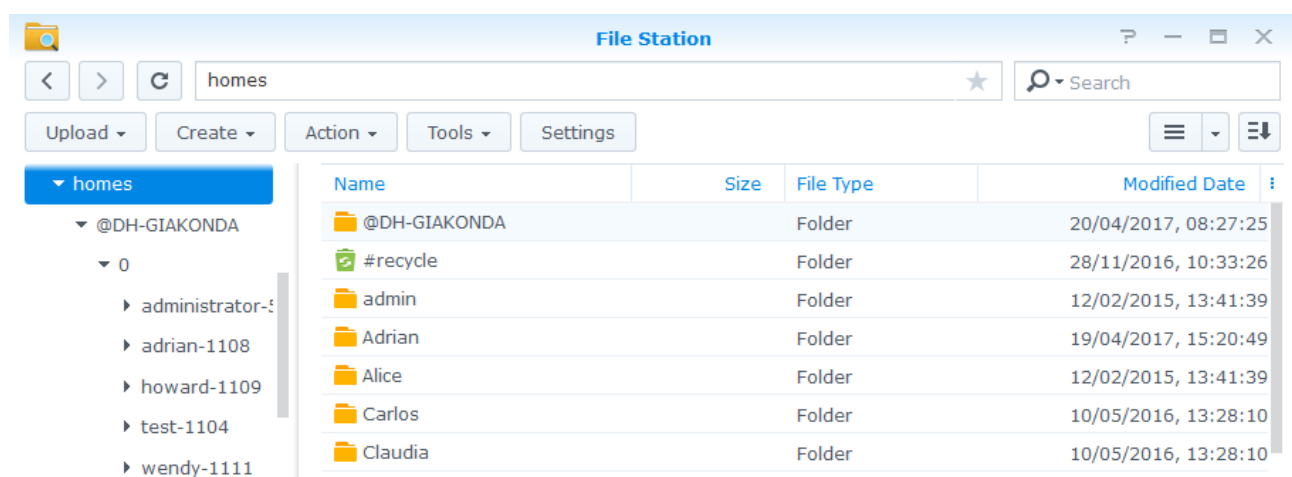 File Station
homes
Search
Upload Create Action Tools Settings
homes
@DH-GIAKONDA
0
administrator-5
adrian-1108
howard-1109
test-1104
wendy-1111
Name Size File Type Modified Date
@DH-GIAKONDA Folder 20/04/2017, 08:27:25
#recycle Folder 28/11/2016, 10:33:26
admin Folder 12/02/2015, 13:41:39
Adrian Folder 19/04/2017, 15:20:49
Alice Folder 12/02/2015, 13:41:39
Carlos Folder 10/05/2016, 13:28:10
Claudia Folder 10/05/2016, 13:28:10